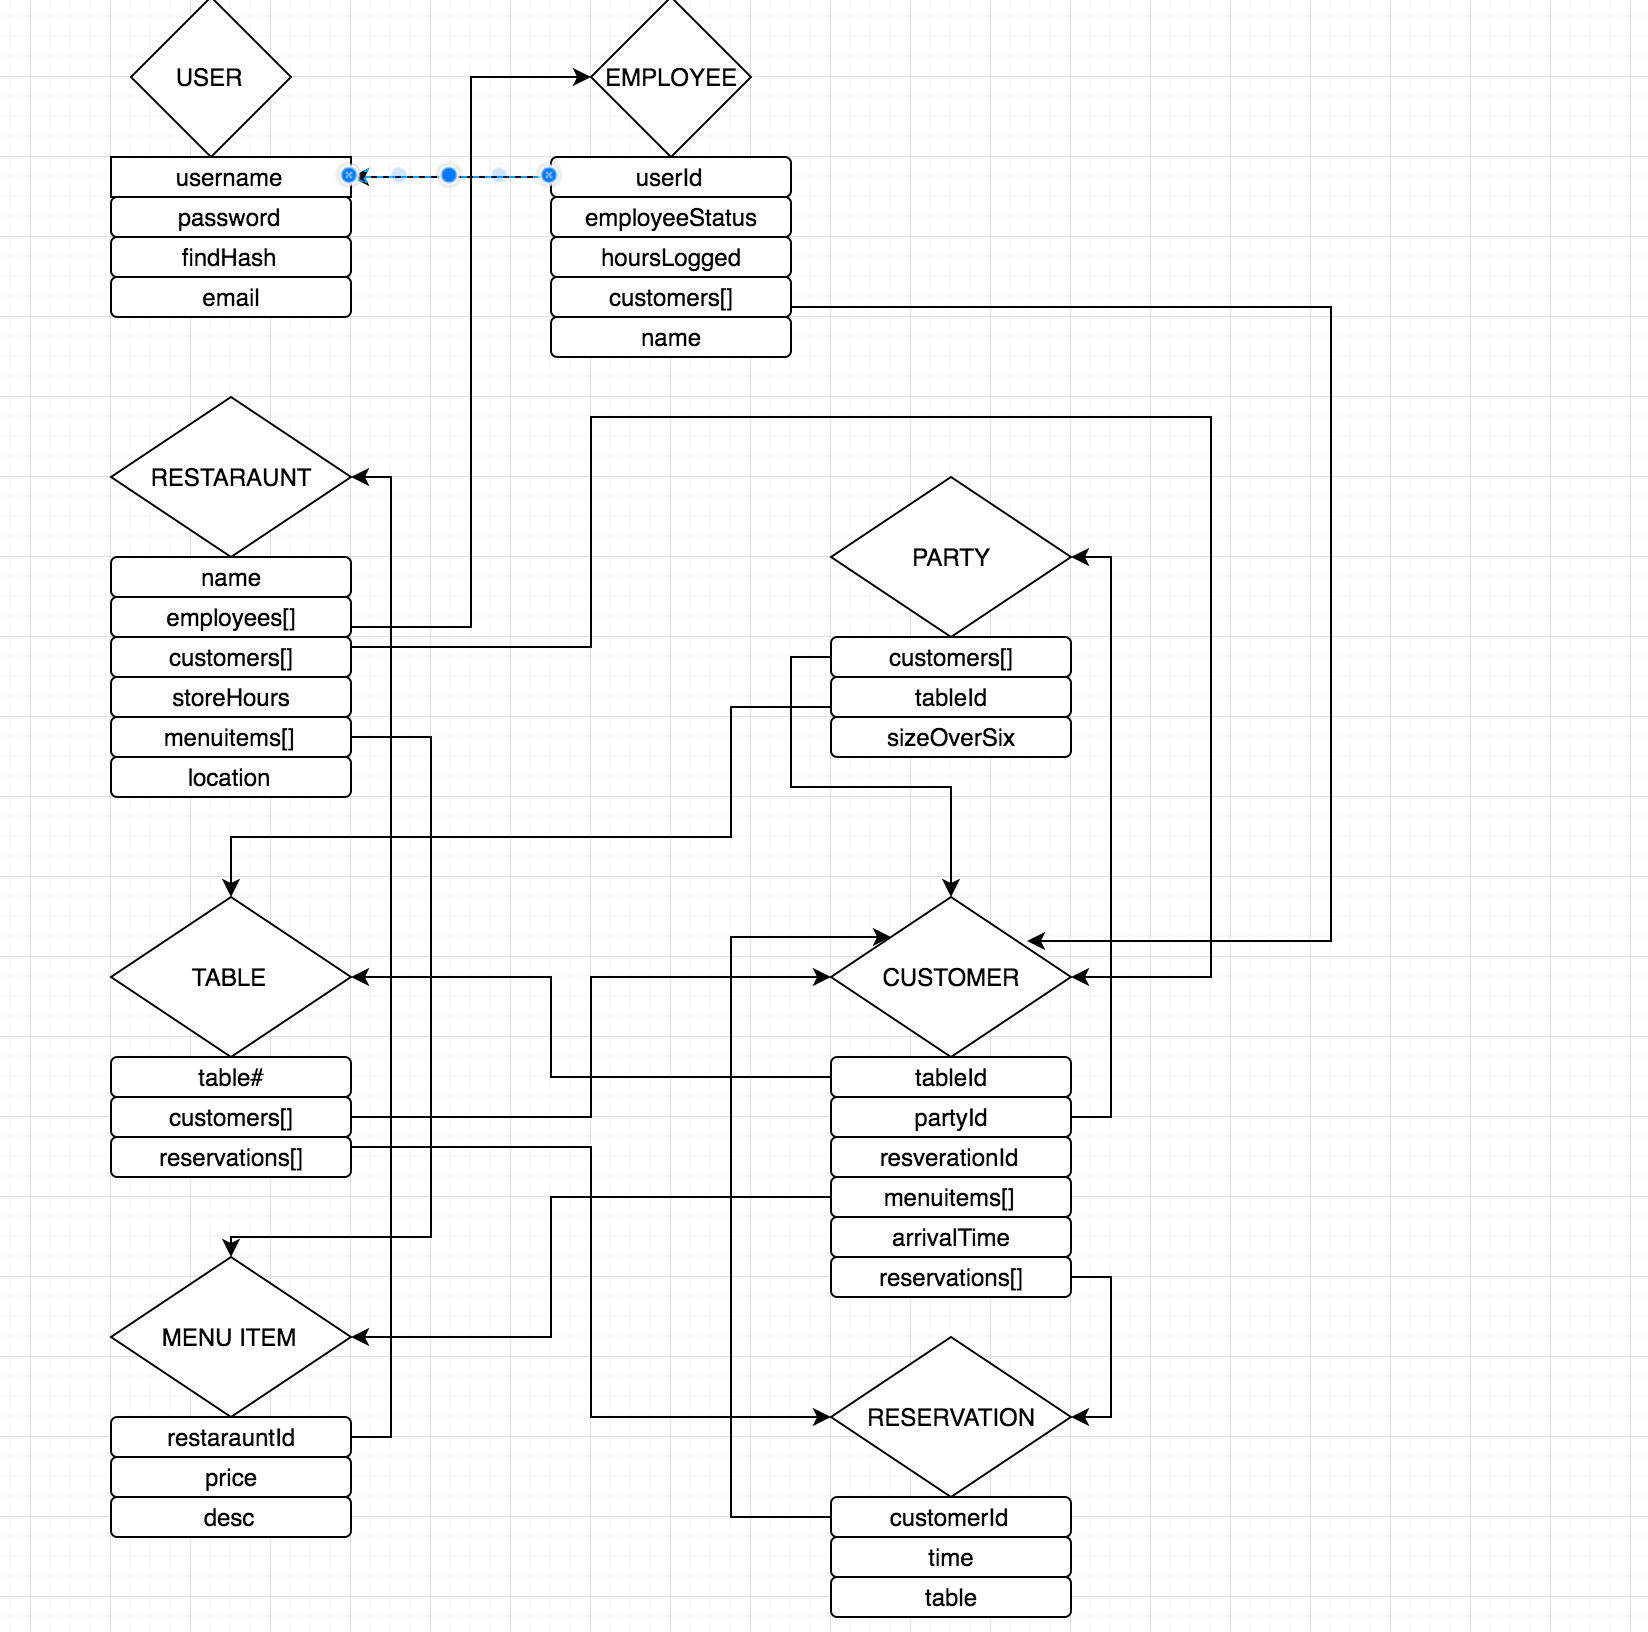 USER
username
password
findHash
email
EMPLOYEE
userId
employeeStatus
hoursLogged
customers[]
name
RESTARAUNT
name
employees[]
customers[]
storeHours
menuitems[]
location
PARTY
customers[]
tableId
sizeOverSix
TABLE
table#
customers[]
reservations[]
CUSTOMER
tableId
partyId
resverationId
menuitems[]
arrivalTime
reservations[]
MENU ITEM
restarauntId
price
desc
RESERVATION
customerId
time
table